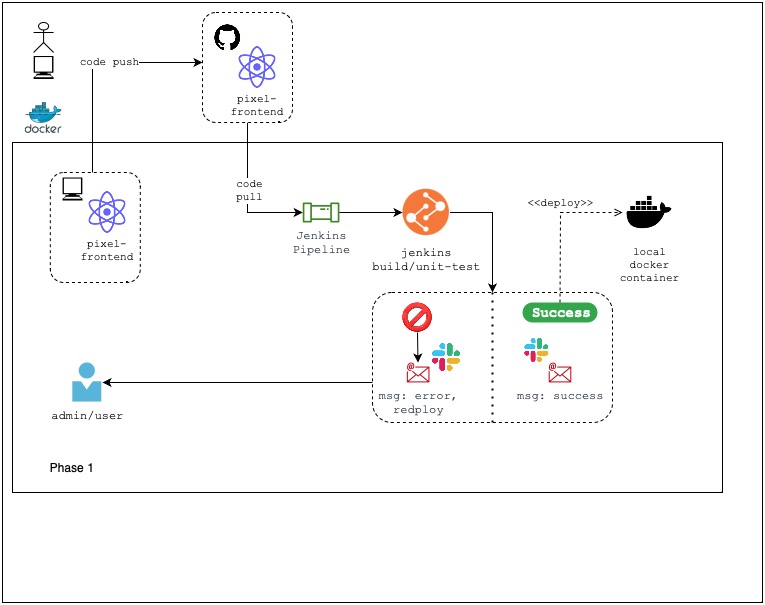 code push
docker
pixel-
frontend
code
pull
<<deploy>>
pixel-
frontend
Jenkins
Pipeline
jenkins
build/unit-test
local
docker
container
Success
msg: error,
redploy
msg: success
admin/user
Phase 1